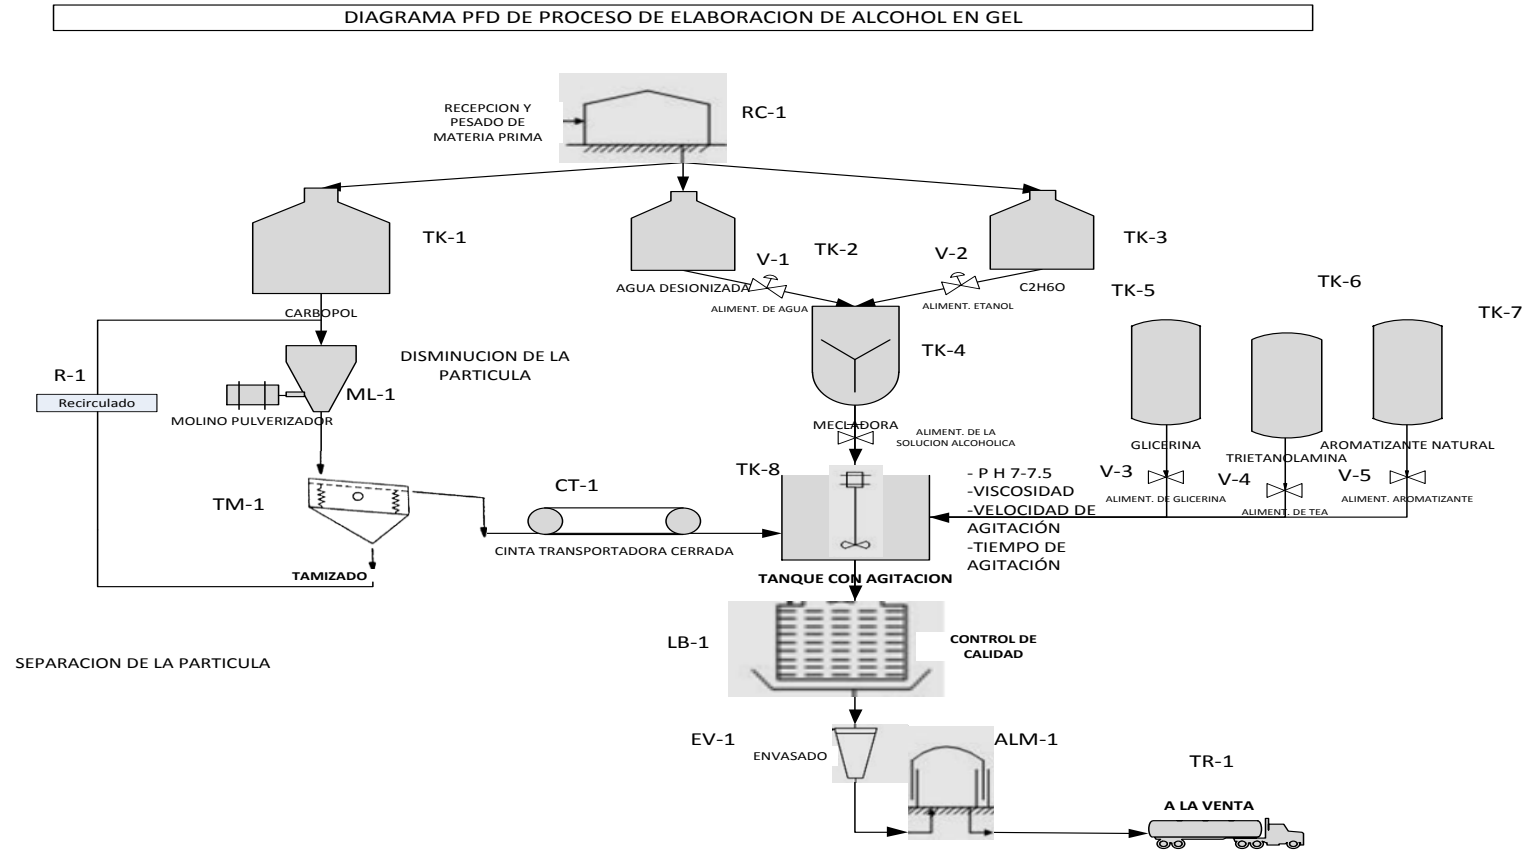 DIAGRAMA PFD DE PROCESO DE ELABORACION DE ALCOHOL EN GEL
RECEPCION Y
PESADO DE
MATERIA PRIMA
RC-1
TK-1
TK-2
TK-3
V-1
V-2
AGUA DESIONIZADA
C2H6O
ALIMENT. DE AGUA
ALIMENT. ETANOL
CARBOPOL
TK-5
TK-6
TK-7
TK-4
DISMINUCION DE LA
PARTICULA
R-1
Recirculado
ML-1
MOLINO PULVERIZADOR
MECLADORA
ALIMENT. DE LA
SOLUCION ALCOHOLICA
GLICERINA
TRIETANOLAMINA
AROMATIZANTE NATURAL
V-3
V-4
V-5
ALIMENT. DE GLICERINA
ALIMENT. DE TEA
ALIMENT. AROMATIZANTE
TK-8
- P H 7-7.5
-VISCOSIDAD
-VELOCIDAD DE
AGITACIÓN
-TIEMPO DE
AGITACIÓN
TM-1
CT-1
CINTA TRANSPORTADORA CERRADA
TAMIZADO
TANQUE CON AGITACION
LB-1
CONTROL DE
CALIDAD
SEPARACION DE LA PARTICULA
EV-1
ENVASADO
ALM-1
TR-1
A LA VENTA